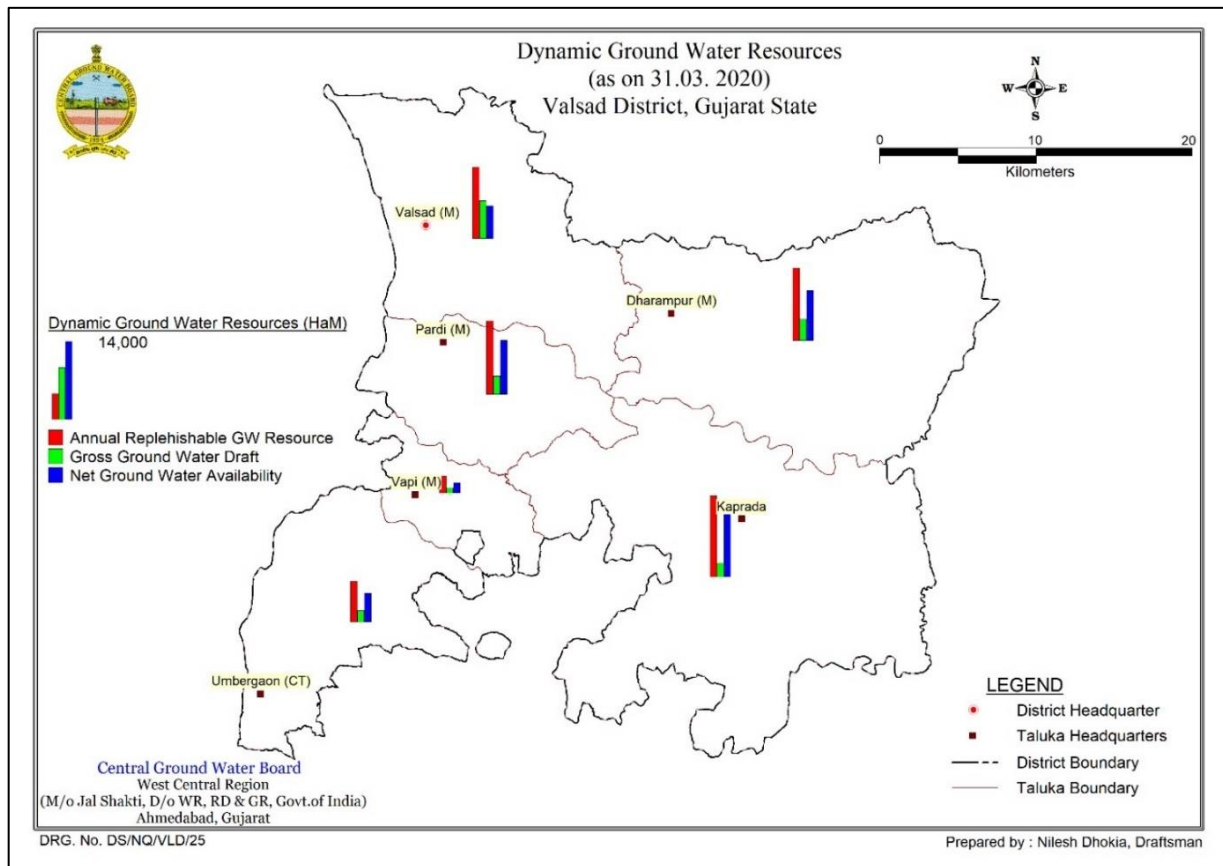 Dynamic Ground Water Resources
(as on 31.03. 2020)
Valsad District, Gujarat State
CENTRAL GROUND WATER BOARD
N
W E
S
0 10 20
Kilometers
Valsad (M)
Dharampur (M)
Pardi (M)
Dynamic Ground Water Resources (HaM)
14,000
Annual Replehishable GW Resource
Gross Ground Water Draft
Net Ground Water Availability
Vapi (M)
Kaprada
Umbergaon (CT)
LEGEND
District Headquarter
Taluka Headquarters
District Boundary
Taluka Boundary
Central Ground Water Board
West Central Region
(M/o Jal Shakti, D/o WR, RD & GR, Govt.of India)
Ahmedabad, Gujarat
DRG. No. DS/NQ/VLD/25
Prepared by : Nilesh Dhokia, Draftsman